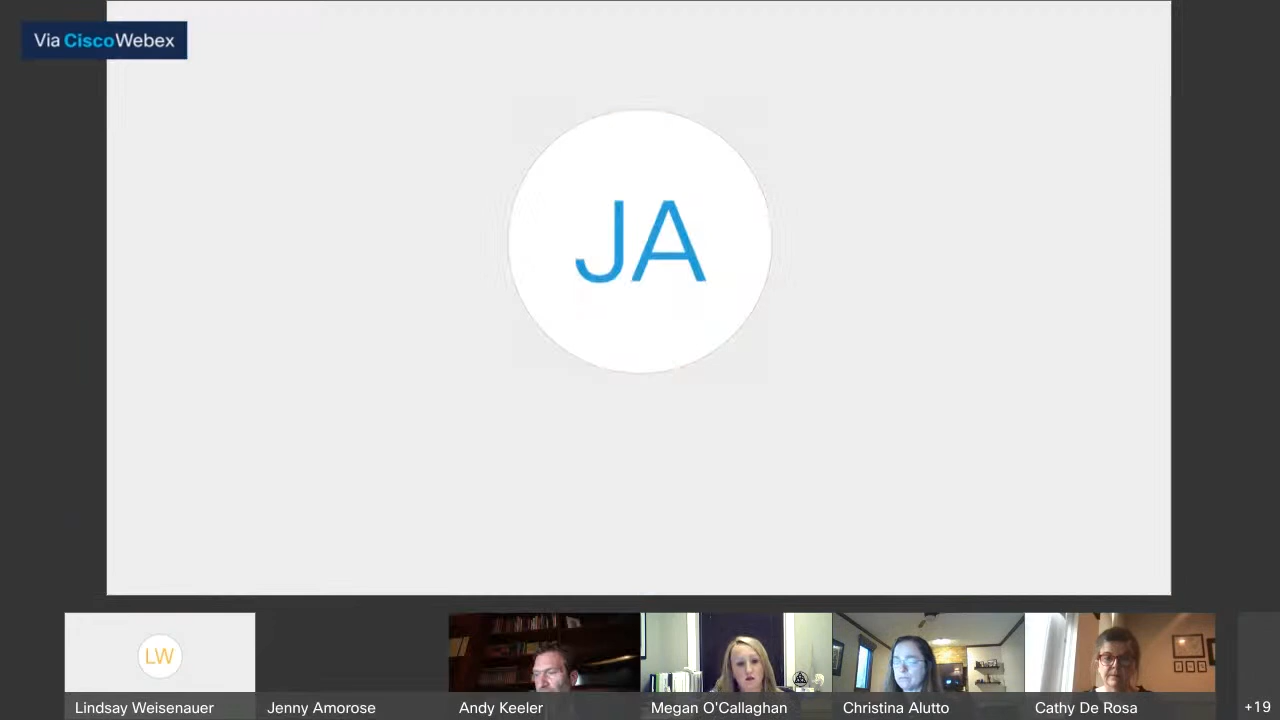 Via CiscoWebex
JA
LW
Lindsay Weisenauer
Jenny Amorose
Andy Keeler
Megan O'Callaghan
Christina Alutto
Cathy De Rosa
+19